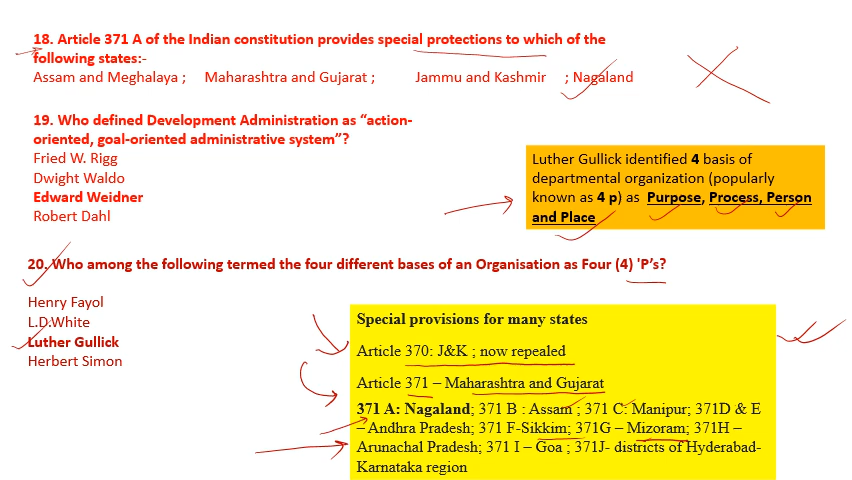 18. Article 371 A of the Indian constitution provides special protections to which of the
following states:-
Assam and Meghalaya ; Maharashtra and Gujarat ; Jammu and Kashmir ; Nagaland
19. Who defined Development Administration as “action-
oriented, goal-oriented administrative system”?
Fried W. Rigg
Dwight Waldo
Edward Weidner
Robert Dahl
Luther Gullick identified 4 basis of
departmental organization (popularly
known as 4 p) as Purpose, Process, Person
and Place
20. Who among the following termed the four different bases of an Organisation as Four (4) 'P’s?
Henry Fayol
L.D.White
Luther Gullick
Herbert Simon
Special provisions for many states
Article 370: J&K ; now repealed
Article 371 – Maharashtra and Gujarat
371 A: Nagaland; 371 B : Assam ; 371 C: Manipur; 371D & E
–Andhra Pradesh; 371 F-Sikkim; 371G – Mizoram; 371H –
Arunachal Pradesh; 371 I – Goa ; 371J- districts of Hyderabad-
Karnataka region